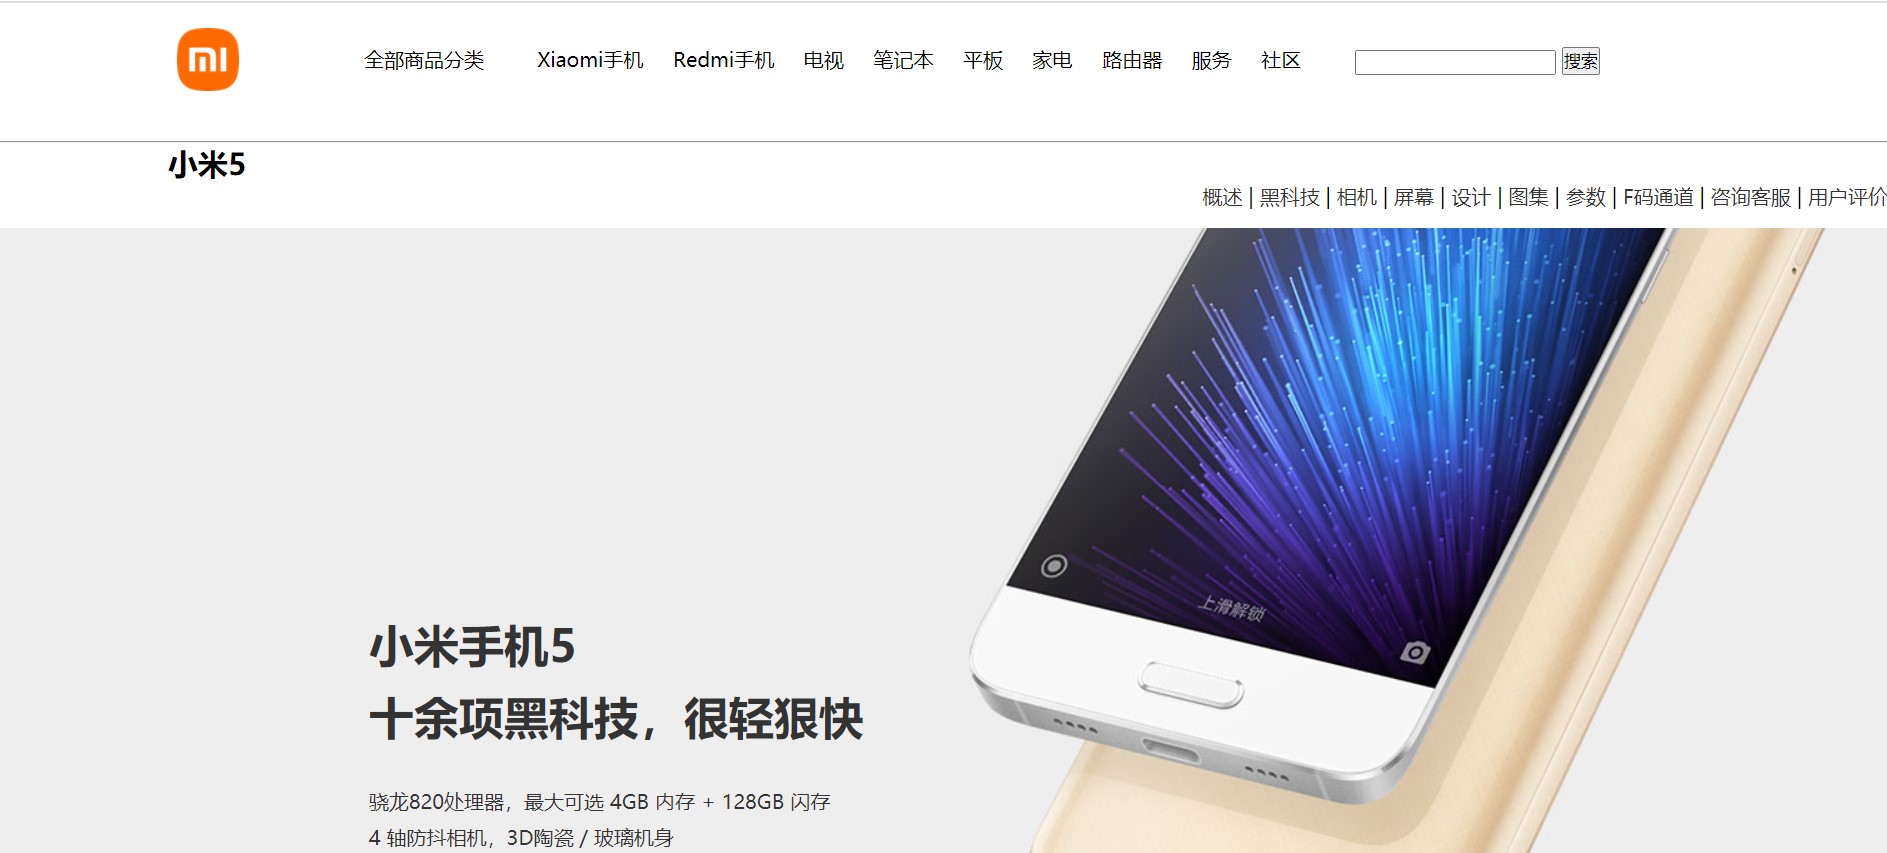 mi
全部商品分类 Xiaomi手机 Redmi手机 电视 笔记本 平板 家电 路由器 服务 社区 搜索
小米5
概述 | 黑科技 | 相机 | 屏幕 | 设计 | 图集 | 参数 | F码通道 | 咨询客服 | 用户评价
上滑解锁
小米手机5
十余项黑科技，很轻狠快
骁龙820处理器，最大可选 4GB 内存 + 128GB 闪存
4 轴防抖相机，3D陶瓷 / 玻璃机身